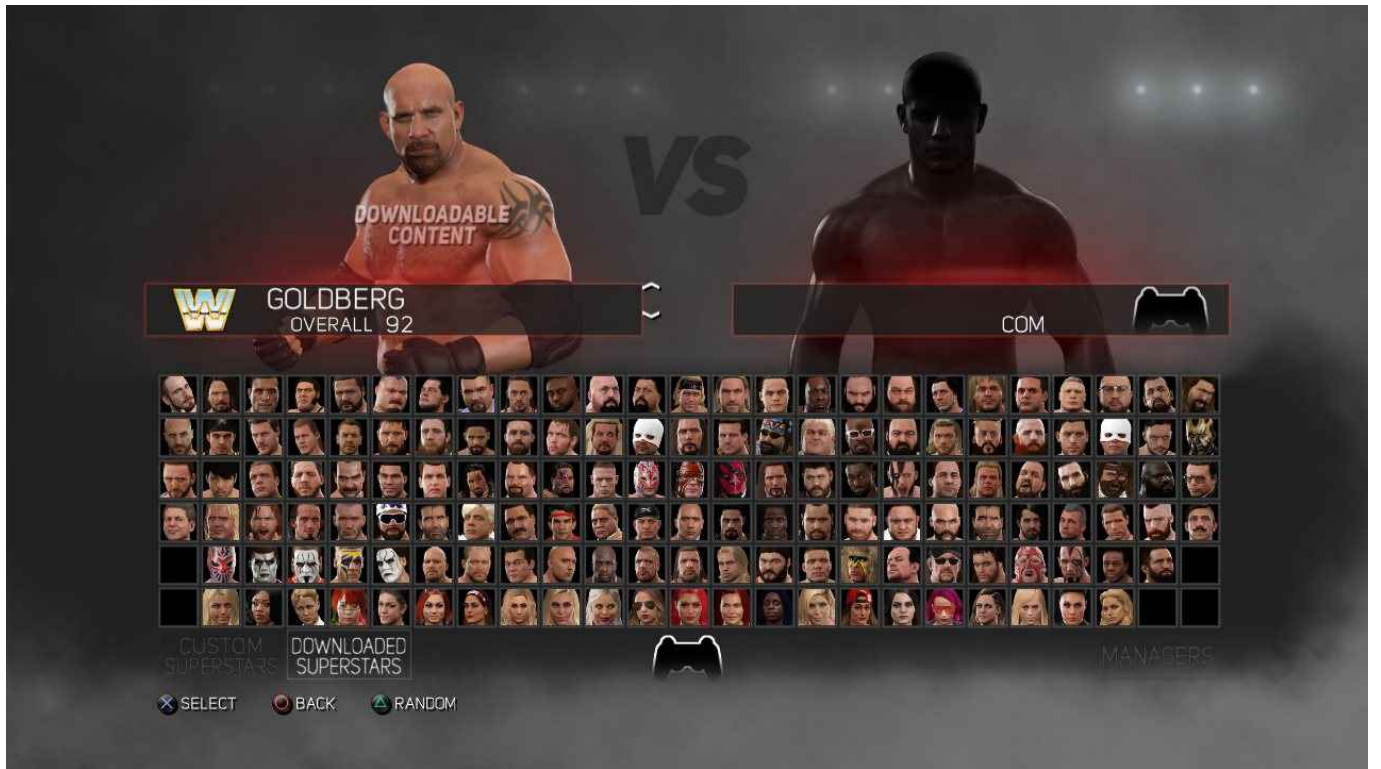 VS
DOWNLOADABLE
CONTENT
GOLDBERG
OVERALL 92
COM
CUSTOM
SUPERSTARS
DOWNLOADED
SUPERSTARS
MANAGERS
SELECT
BACK
RANDOM